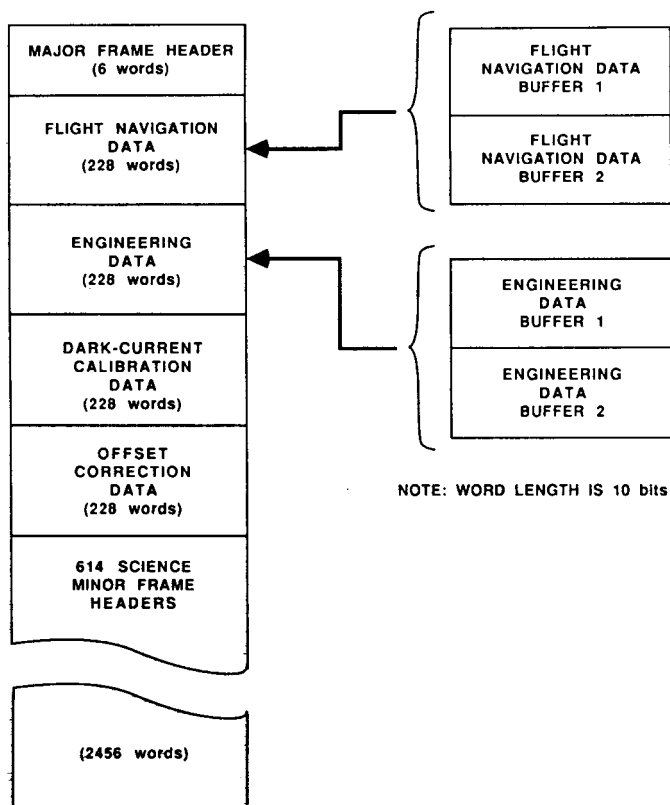 MAJOR FRAME HEADER
(6 words)
FLIGHT NAVIGATION
DATA
(228 words)
ENGINEERING
DATA
(228 words)
DARK-CURRENT
CALIBRATION
DATA
(228 words)
OFFSET
CORRECTION
DATA
(228 words)
614 SCIENCE
MINOR FRAME
HEADERS
(2456 words)
FLIGHT
NAVIGATION DATA
BUFFER 1
FLIGHT
NAVIGATION DATA
BUFFER 2
ENGINEERING
DATA
BUFFER 1
ENGINEERING
DATA
BUFFER 2
NOTE: WORD LENGTH IS 10 bits